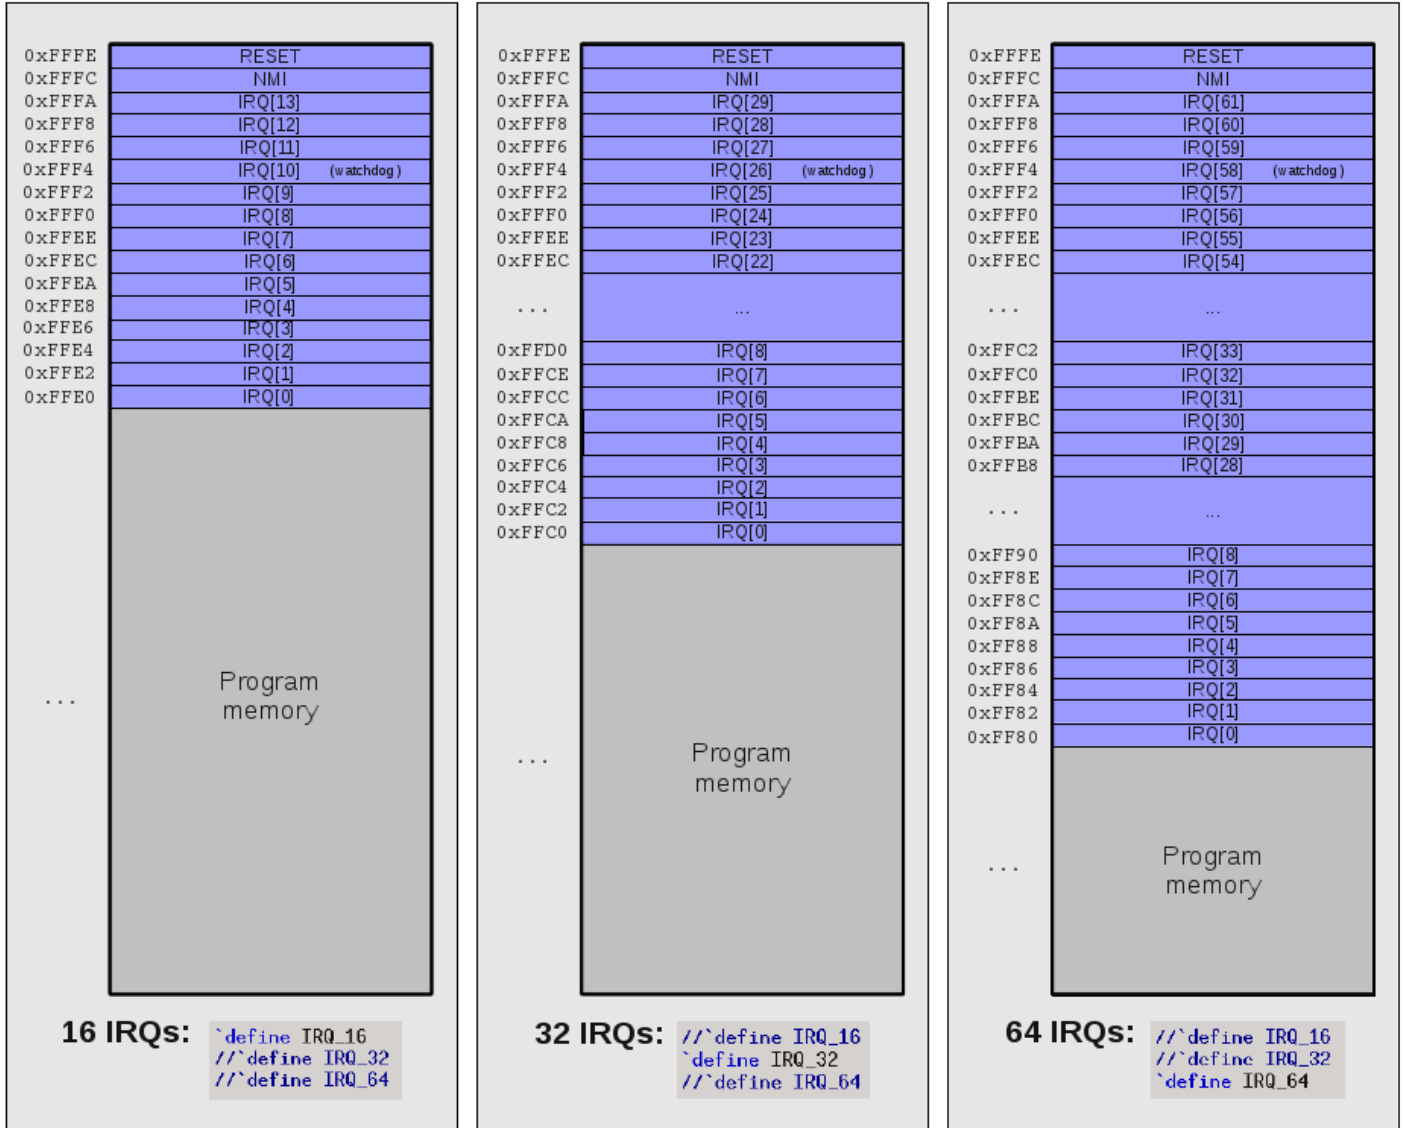 0xFFFE RESET
0xFFFC NMI
0xFFFA IRQ[13]
0xFFF8 IRQ[12]
0xFFF6 IRQ[11]
0xFFF4 IRQ[10] (watchdog)
0xFFF2 IRQ[9]
0xFFF0 IRQ[8]
0xFFEE IRQ[7]
0xFFEC IRQ[6]
0xFFEA IRQ[5]
0xFFE8 IRQ[4]
0xFFE6 IRQ[3]
0xFFE4 IRQ[2]
0xFFE2 IRQ[1]
0xFFE0 IRQ[0]
...
Program
memory
16 IRQs:
`define IRQ_16
//`define IRQ_32
//`define IRQ_64
0xFFFE RESET
0xFFFC NMI
0xFFFA IRQ[29]
0xFFF8 IRQ[28]
0xFFF6 IRQ[27]
0xFFF4 IRQ[26] (watchdog)
0xFFF2 IRQ[25]
0xFFF0 IRQ[24]
0xFFEE IRQ[23]
0xFFEC IRQ[22]
... ...
0xFFD0 IRQ[8]
0xFFCE IRQ[7]
0xFFCC IRQ[6]
0xFFCA IRQ[5]
0xFFC8 IRQ[4]
0xFFC6 IRQ[3]
0xFFC4 IRQ[2]
0xFFC2 IRQ[1]
0xFFC0 IRQ[0]
...
Program
memory
32 IRQs:
//`define IRQ_16
`define IRQ_32
//`define IRQ_64
0xFFFE RESET
0xFFFC NMI
0xFFFA IRQ[61]
0xFFF8 IRQ[60]
0xFFF6 IRQ[59]
0xFFF4 IRQ[58] (watchdog)
0xFFF2 IRQ[57]
0xFFF0 IRQ[56]
0xFFEE IRQ[55]
0xFFEC IRQ[54]
... ...
0xFFC2 IRQ[33]
0xFFC0 IRQ[32]
0xFFBE IRQ[31]
0xFFBC IRQ[30]
0xFFBA IRQ[29]
0xFFB8 IRQ[28]
... ...
0xFF90 IRQ[8]
0xFF8E IRQ[7]
0xFF8C IRQ[6]
0xFF8A IRQ[5]
0xFF88 IRQ[4]
0xFF86 IRQ[3]
0xFF84 IRQ[2]
0xFF82 IRQ[1]
0xFF80 IRQ[0]
...
Program
memory
64 IRQs:
//`define IRQ_16
//`define IRQ_32
`define IRQ_64